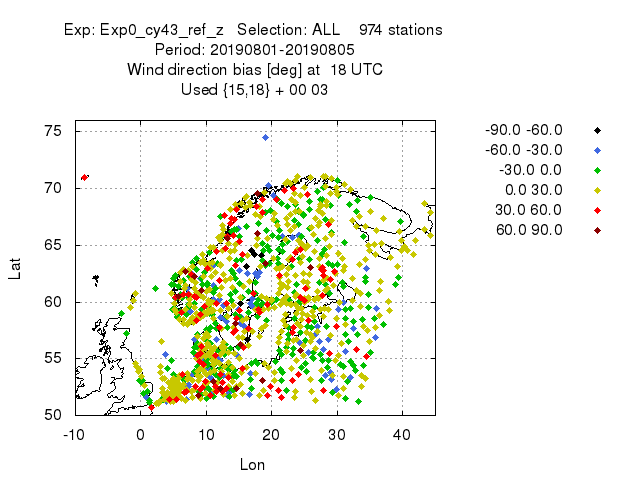 Exp: Exp0_cy43_ref_z   Selection: ALL    974 stations
Period: 20190801-20190805
Wind direction bias [deg] at  18 UTC
Used {15,18} + 00 03
-90.0 -60.0
-60.0 -30.0
-30.0 0.0
0.0 30.0
30.0 60.0
60.0 90.0
75
70
65
60
55
50
Lat
-10 0 10 20 30 40
Lon